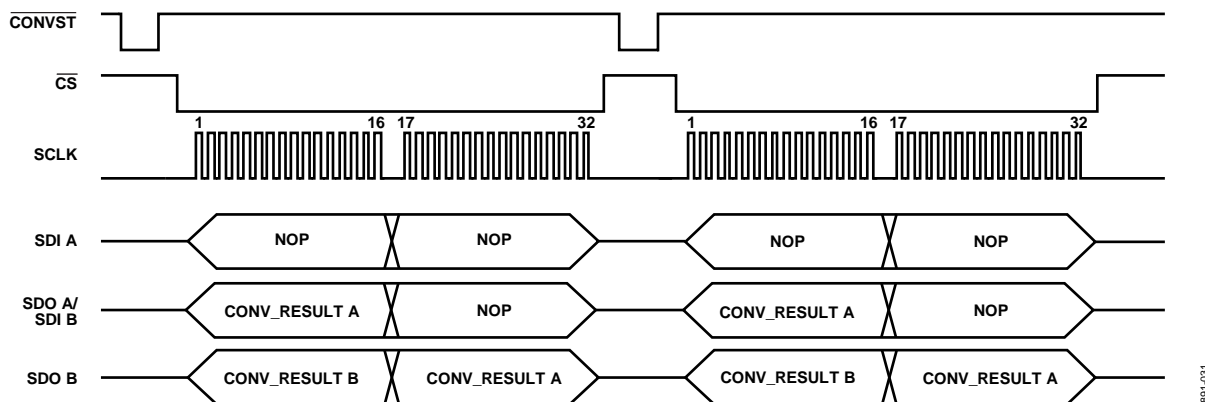 CONVST
CS
1 16 17 32 1 16 17 32
SCLK
SDI A NOP NOP NOP NOP
SDO A/
SDI B CONV_RESULT A NOP CONV_RESULT A NOP
SDO B CONV_RESULT B CONV_RESULT A CONV_RESULT B CONV_RESULT A